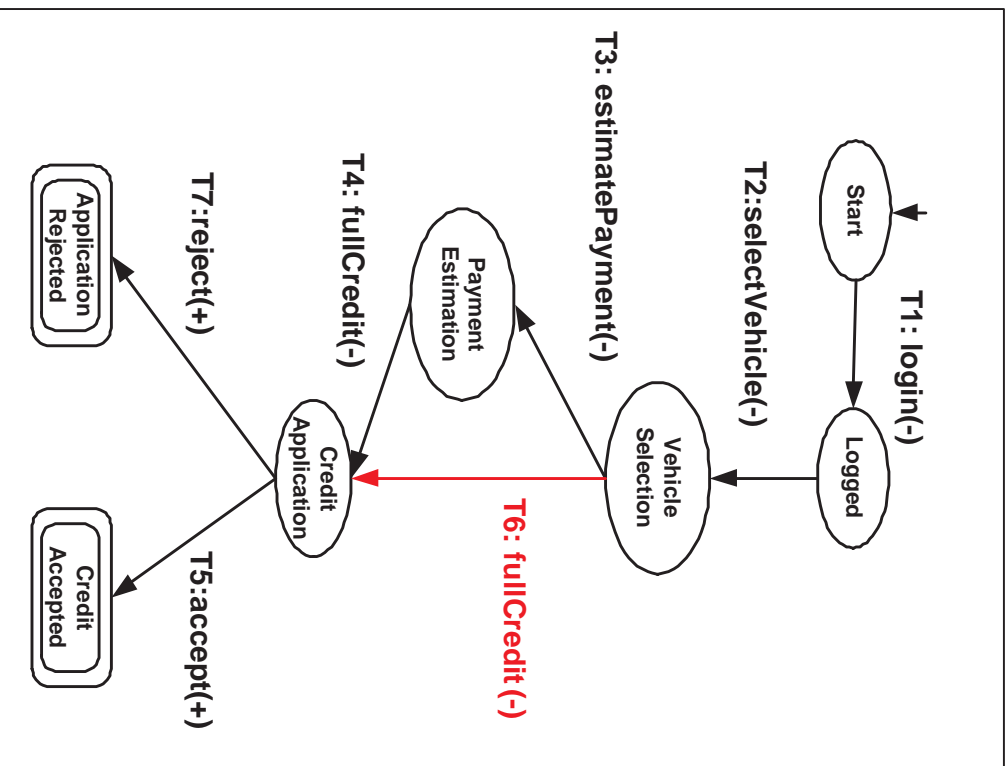 Start
T1: login(-)
Logged
T2:selectVehicle(-)
Vehicle
Selection
T3: estimatePayment(-)
Payment
Estimation
T4: fullCredit(-)
T6: fullCredit(-)
Credit
Application
T7:reject(+)
T5:accept(+)
Application
Rejected
Credit
Accepted